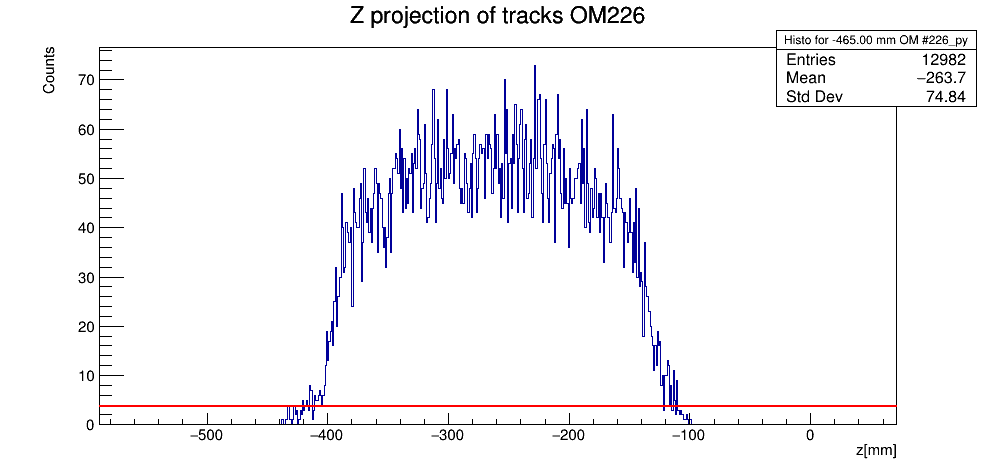 Z projection of tracks OM226
Histo for -465.00 mm OM #226_py
Entries 12982
Mean −263.7
Std Dev 74.84
Counts
70
60
50
40
30
20
10
0
−500 −400 −300 −200 −100 0
z[mm]